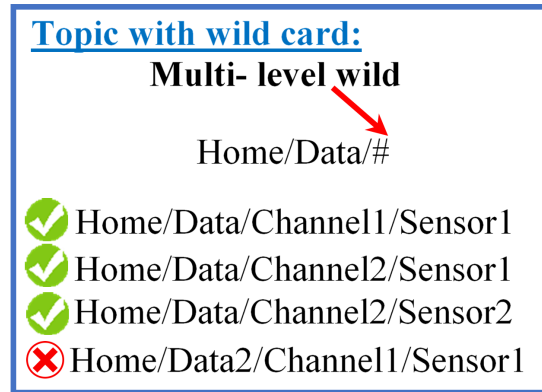 Topic with wild card:
Multi- level wild
Home/Data/#
Home/Data/Channel1/Sensor1
Home/Data/Channel2/Sensor1
Home/Data/Channel2/Sensor2
Home/Data2/Channel1/Sensor1